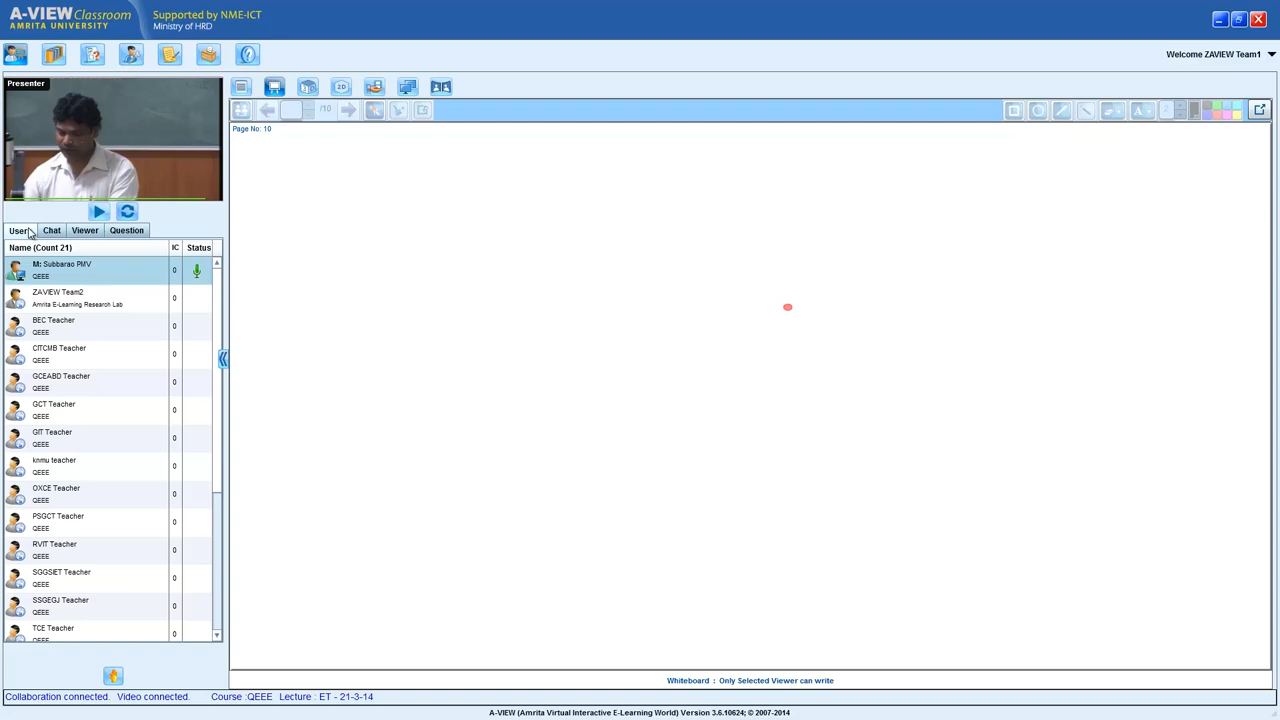 A-VIEW Classroom
AMRITA UNIVERSITY
Supported by NME-ICT
Ministry of HRD
Welcome ZAVIEW Team1
Presenter
2D
/10
A
2
Page No: 10
User
Chat
Viewer
Question
Name (Count 21) IC Status
M: Subbarao PMV
QEEE
0
ZAVIEW Team2
Amrita E-Learning Research Lab
0
BEC Teacher
QEEE
0
CITCMB Teacher
QEEE
0
GCEABD Teacher
QEEE
0
GCT Teacher
QEEE
0
GIT Teacher
QEEE
0
knmu teacher
QEEE
0
OXCE Teacher
QEEE
0
PSGCT Teacher
QEEE
0
RVIT Teacher
QEEE
0
SGGSIET Teacher
QEEE
0
SSGEGJ Teacher
QEEE
0
TCE Teacher
QEEE
0
Whiteboard : Only Selected Viewer can write
Collaboration connected. Video connected. Course :QEEE Lecture : ET - 21-3-14
A-VIEW (Amrita Virtual Interactive E-Learning World) Version 3.6.10624; © 2007-2014